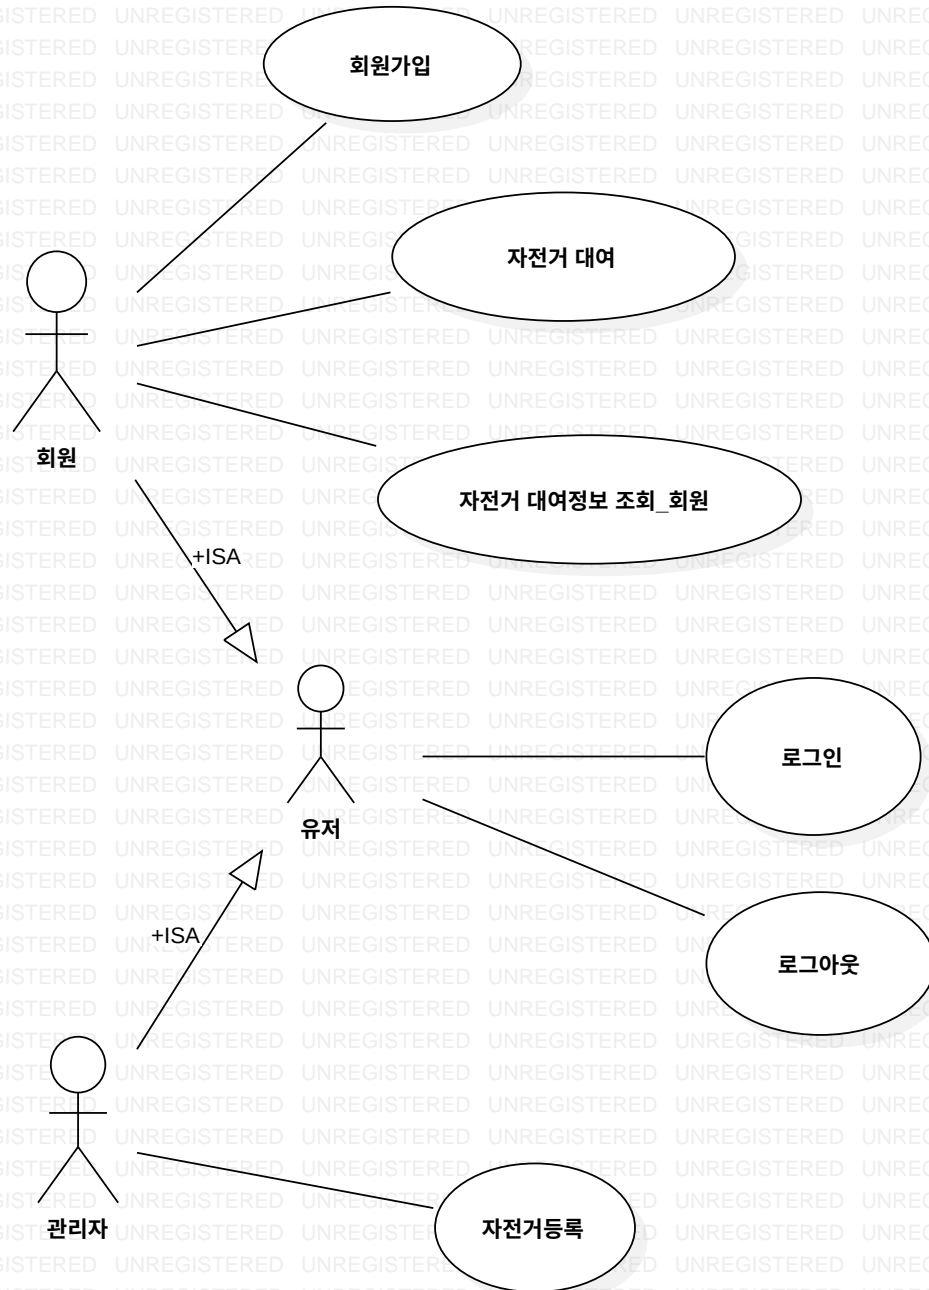 회원가입
자전거 대여
회원
자전거 대여정보 조회_회원
+ISA
로그인
유저
+ISA
로그아웃
관리자
자전거등록
UNREGISTERED